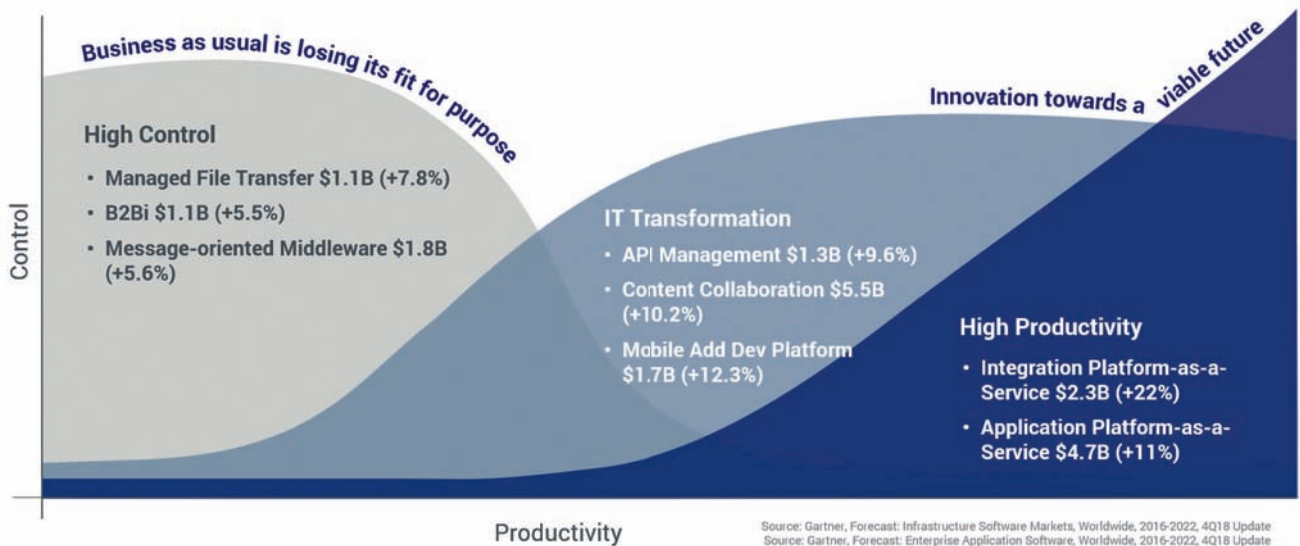 Business as usual is losing its fit for purpose
Innovation towards a viable future
High Control
• Managed File Transfer $1.1B (+7.8%)
• B2Bi $1.1B (+5.5%)
• Message-oriented Middleware $1.8B
(+5.6%)
IT Transformation
• API Management $1.3B (+9.6%)
• Content Collaboration $5.5B
(+10.2%)
• Mobile Add Dev Platform
$1.7B (+12.3%)
High Productivity
• Integration Platform-as-a-
Service $2.3B (+22%)
• Application Platform-as-a-
Service $4.7B (+11%)
Control
Productivity
Source: Gartner, Forecast: Infrastructure Software Markets, Worldwide, 2016-2022, 4Q18 Update
Source: Gartner, Forecast: Enterprise Application Software, Worldwide, 2016-2022, 4Q18 Update